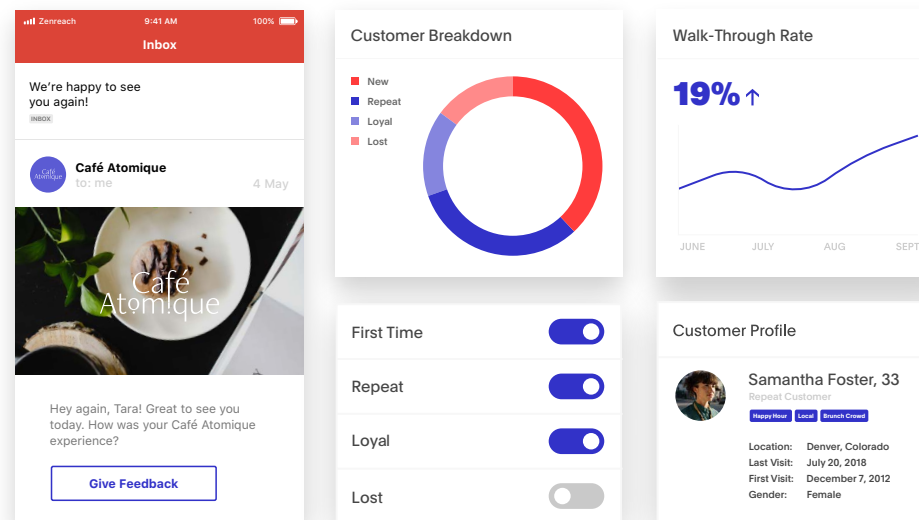 Zenreach 9:41 AM 100%
Inbox
We're happy to see
you again!
INBOX
Café
Atomique
Café Atomique
to: me
4 May
Café
Atomique
Hey again, Tara! Great to see you
today. How was your Café Atomique
experience?
Give Feedback
Customer Breakdown
New
Repeat
Loyal
Lost
First Time
Repeat
Loyal
Lost
Walk-Through Rate
19%
JUNE JULY AUG SEPT
Customer Profile
Samantha Foster, 33
Repeat Customer
Happy Hour Local Brunch Crowd
Location: Denver, Colorado
Last Visit: July 20, 2018
First Visit: December 7, 2012
Gender: Female